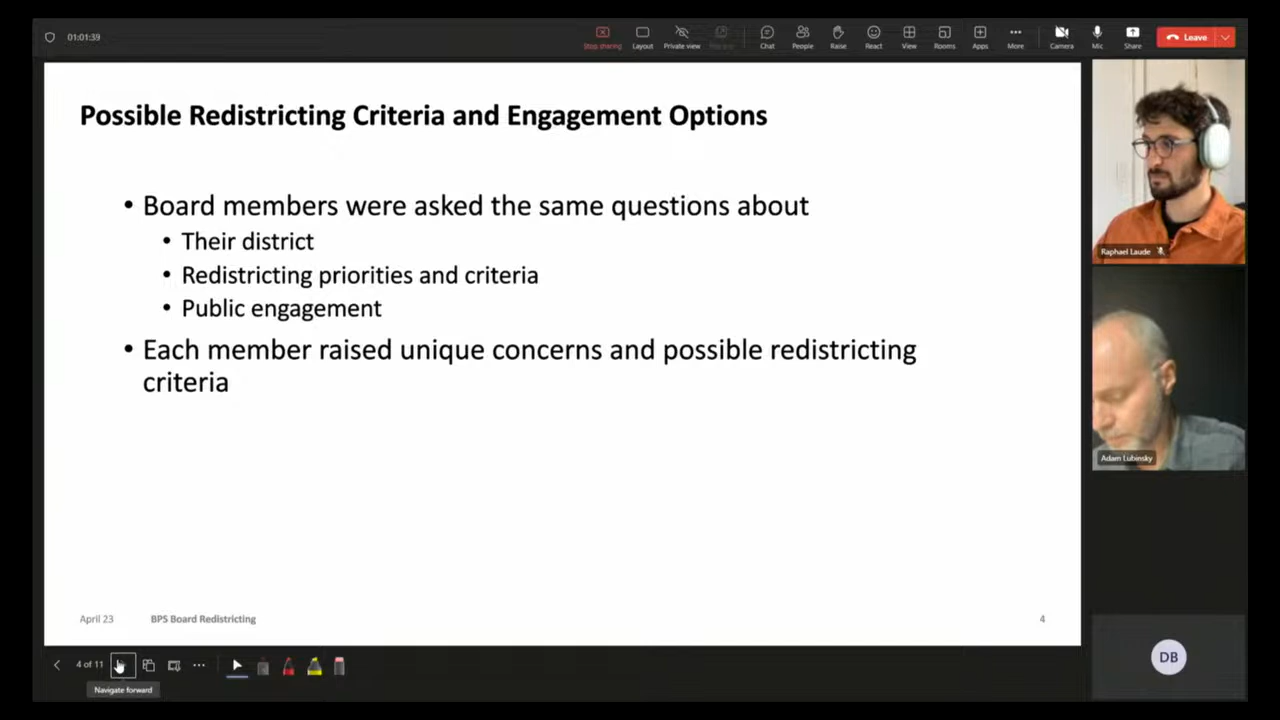 01:01:39
Stop sharing
Layout
Private view
Chat
People
Raise
React
View
Rooms
Apps
More
Camera
Mic
Share
Leave
Possible Redistricting Criteria and Engagement Options
• Board members were asked the same questions about
• Their district
• Redistricting priorities and criteria
• Public engagement
• Each member raised unique concerns and possible redistricting
criteria
April 23 BPS Board Redistricting 4
Raphael Laude
Adam Lubinsky
DB
4 of 11
Navigate forward